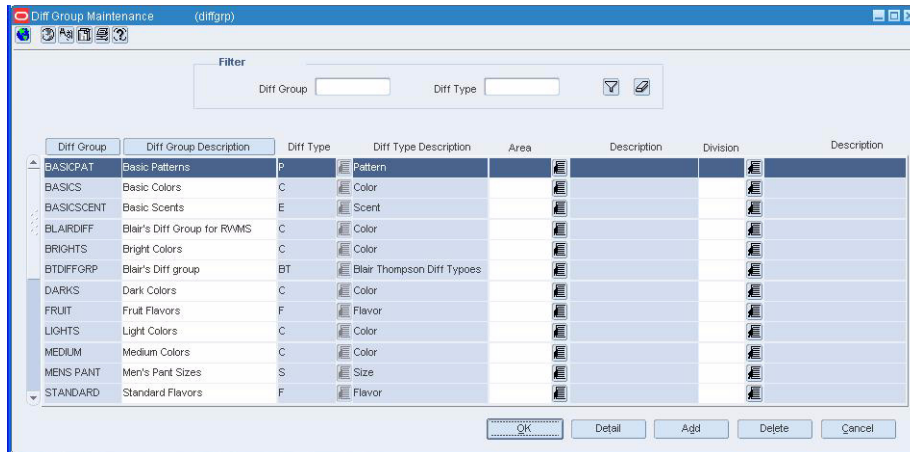 Diff Group Maintenance (diffgrp)
Filter
Diff Group Diff Type
Diff Group Diff Group Description Diff Type Diff Type Description Area Description Division Description
BASICPAT Basic Patterns P Pattern
BASICS Basic Colors C Color
BASICSCENT Basic Scents E Scent
BLAIRDIFF Blair's Diff Group for RWMS C Color
BRIGHTS Bright Colors C Color
BTDIFFGRP Blair's Diff group BT Blair Thompson Diff Typoes
DARKS Dark Colors C Color
FRUIT Fruit Flavors F Flavor
LIGHTS Light Colors C Color
MEDIUM Medium Colors C Color
MENS PANT Men's Pant Sizes S Size
STANDARD Standard Flavors F Flavor
OK Detail Add Delete Cancel